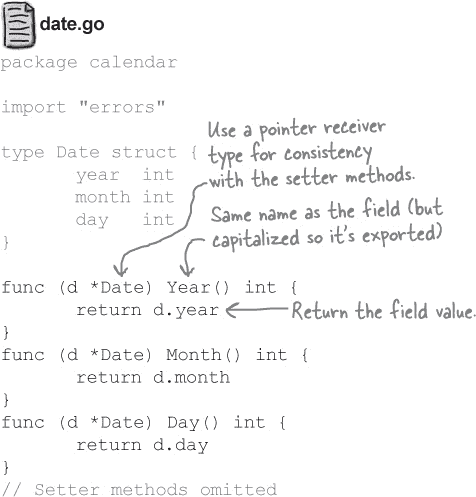 date.go
package calendar
import "errors"
type Date struct {
year int
month int
day int
}
Use a pointer receiver
type for consistency
with the setter methods.
Same name as the field (but
capitalized so it's exported)
func (d *Date) Year() int {
return d.year
Return the field value.
}
func (d *Date) Month() int {
return d.month
}
func (d *Date) Day() int {
return d.day
}
// Setter methods omitted